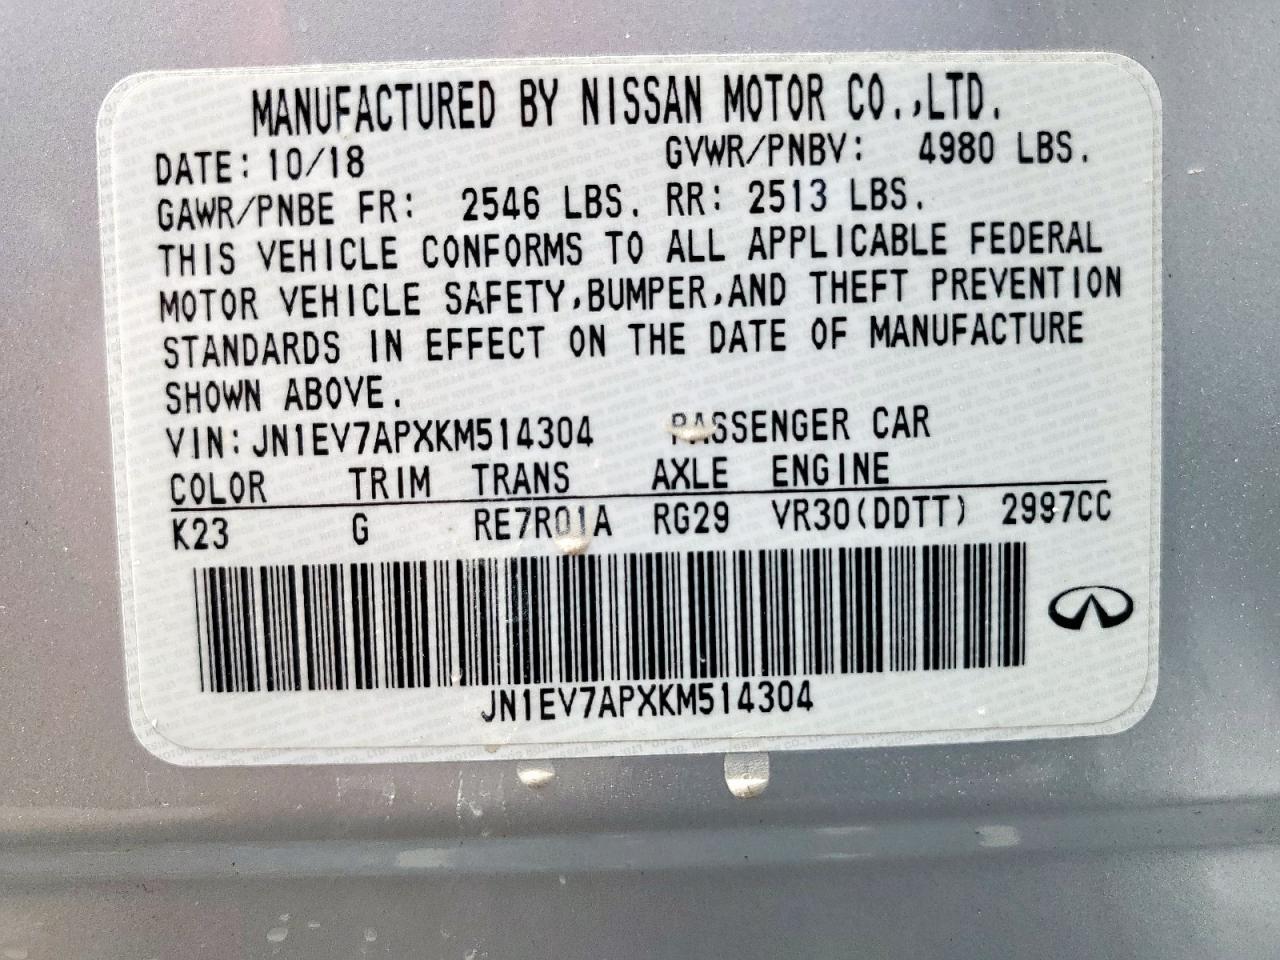 MANUFACTURED BY NISSAN MOTOR CO.,LTD.
DATE: 10/18 GVWR/PNBV: 4980 LBS.
GAWR/PNBE FR: 2546 LBS. RR: 2513 LBS.
THIS VEHICLE CONFORMS TO ALL APPLICABLE FEDERAL
MOTOR VEHICLE SAFETY,BUMPER,AND THEFT PREVENTION
STANDARDS IN EFFECT ON THE DATE OF MANUFACTURE
SHOWN ABOVE.
VIN: JN1EV7APXKM514304 PASSENGER CAR
COLOR TRIM TRANS AXLE ENGINE
K23 G RE7R01A RG29 VR30(DDTT) 2997CC
JN1EV7APXKM514304